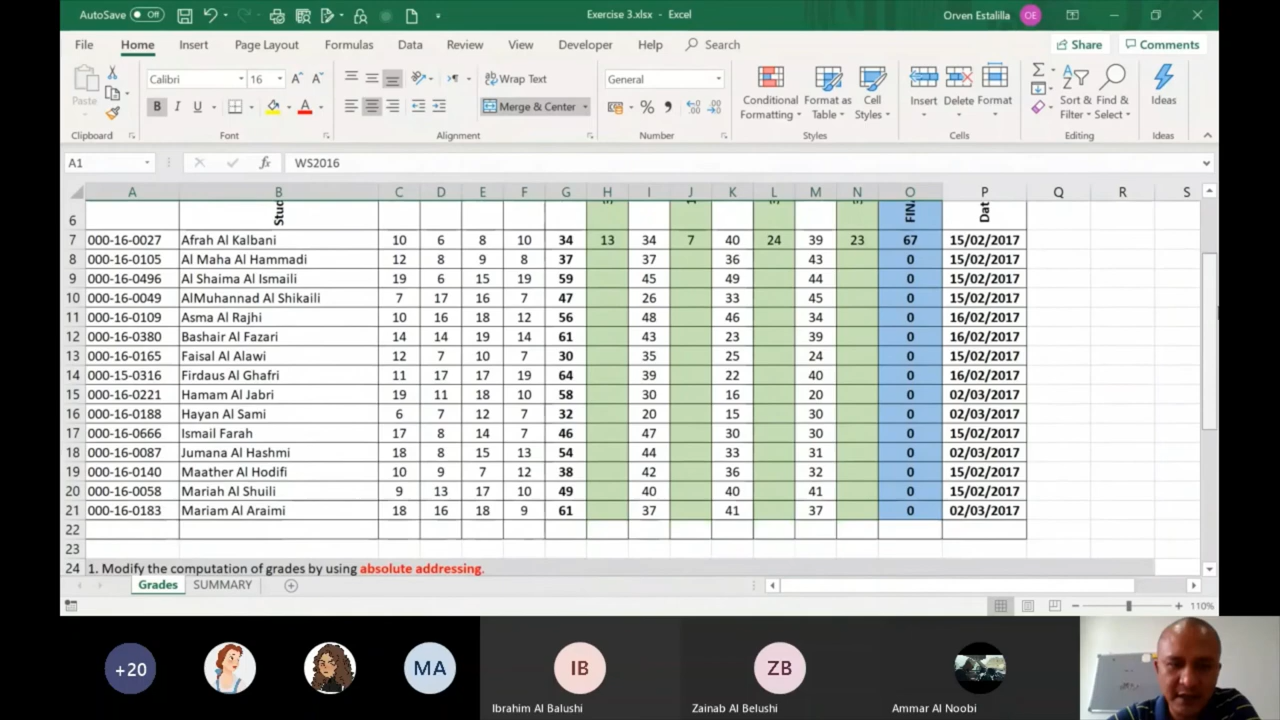 AutoSave Off Exercise 3.xlsx - Excel Orven Estalilla OE
File Home Insert Page Layout Formulas Data Review View Developer Help Search Share Comments
Paste Calibri 16 Wrap Text General Conditional Formatting Format as Table Cell Styles Insert Delete Format Sort & Filter Find & Select Ideas
B I U Merge & Center
Clipboard Font Alignment Number Styles Cells Editing Ideas
A1 fx WS2016
A B C D E F G H I J K L M N O P Q R S
6 Stud FIN Dat
7 000-16-0027 Afrah Al Kalbani 10 6 8 10 34 13 34 7 40 24 39 23 67 15/02/2017
8 000-16-0105 Al Maha Al Hammadi 12 8 9 8 37 37 36 43 0 15/02/2017
9 000-16-0496 Al Shaima Al Ismaili 19 6 15 19 59 45 49 44 0 15/02/2017
10 000-16-0049 AlMuhannad Al Shikaili 7 17 16 7 47 26 33 45 0 15/02/2017
11 000-16-0109 Asma Al Rajhi 10 16 18 12 56 48 46 34 0 16/02/2017
12 000-16-0380 Bashair Al Fazari 14 14 19 14 61 43 23 39 0 16/02/2017
13 000-16-0165 Faisal Al Alawi 12 7 10 7 30 35 25 24 0 15/02/2017
14 000-15-0316 Firdaus Al Ghafri 11 17 17 19 64 39 22 40 0 16/02/2017
15 000-16-0221 Hamam Al Jabri 19 11 18 10 58 30 16 20 0 02/03/2017
16 000-16-0188 Hayan Al Sami 6 7 12 7 32 20 15 30 0 02/03/2017
17 000-16-0666 Ismail Farah 17 8 14 7 46 47 30 30 0 15/02/2017
18 000-16-0087 Jumana Al Hashmi 18 8 15 13 54 44 33 31 0 02/03/2017
19 000-16-0140 Maather Al Hodifi 10 9 7 12 38 42 36 32 0 15/02/2017
20 000-16-0058 Mariah Al Shuili 9 13 17 10 49 40 40 41 0 15/02/2017
21 000-16-0183 Mariam Al Araimi 18 16 18 9 61 37 41 37 0 02/03/2017
22
23
24 1. Modify the computation of grades by using absolute addressing.
Grades SUMMARY
110%
+20 MA IB ZB
Ibrahim Al Balushi Zainab Al Belushi Ammar Al Noobi